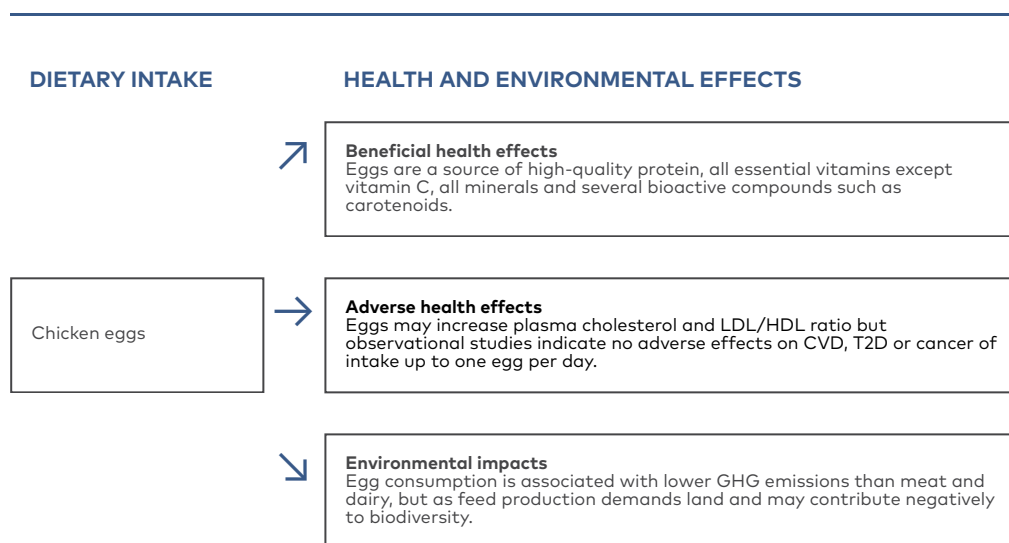 DIETARY INTAKE
HEALTH AND ENVIRONMENTAL EFFECTS
Beneficial health effects
Eggs are a source of high-quality protein, all essential vitamins except
vitamin C, all minerals and several bioactive compounds such as
carotenoids.
Chicken eggs
Adverse health effects
Eggs may increase plasma cholesterol and LDL/HDL ratio but
observational studies indicate no adverse effects on CVD, T2D or cancer of
intake up to one egg per day.
Environmental impacts
Egg consumption is associated with lower GHG emissions than meat and
dairy, but as feed production demands land and may contribute negatively
to biodiversity.